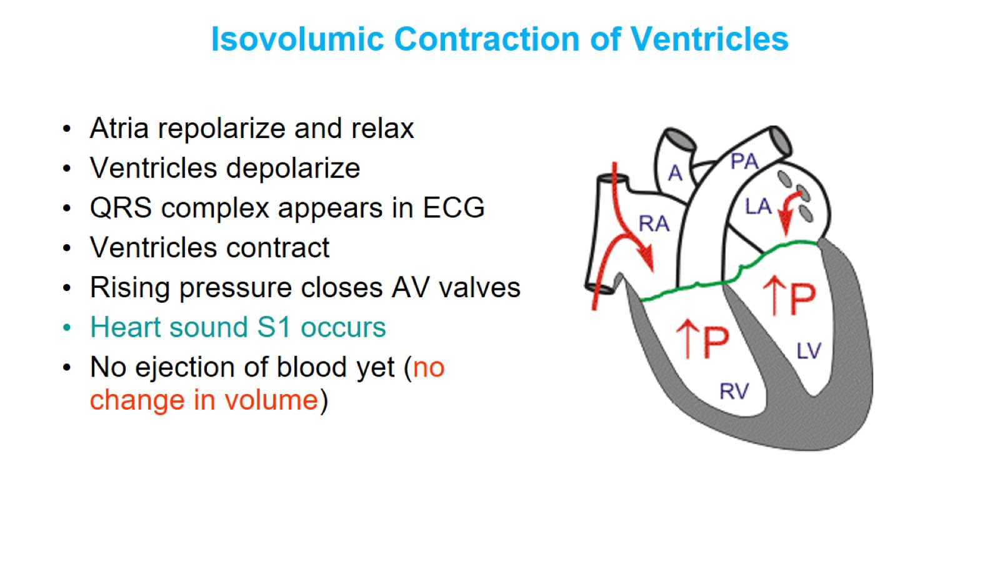 Isovolumic Contraction of Ventricles
• Atria repolarize and relax
• Ventricles depolarize
• QRS complex appears in ECG
• Ventricles contract
• Rising pressure closes AV valves
• Heart sound S1 occurs
• No ejection of blood yet (no
change in volume)
A
PA
LA
RA
↑P
↑P
LV
RV